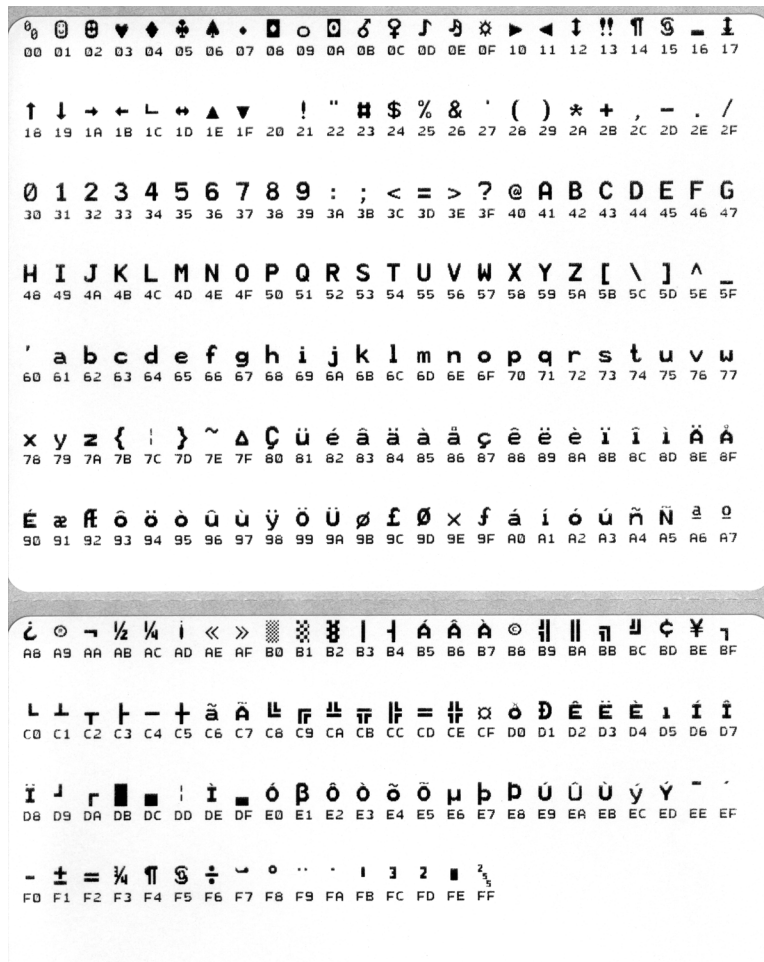 ⁰₀ ☺ ☻ ♥ ♦ ♣ ♠ • ◘ ○ ◙ ♂ ♀ ♪ ♫ ☼ ► ◄ ↕ ‼ ¶ § ▬ ↨
00 01 02 03 04 05 06 07 08 09 0A 0B 0C 0D 0E 0F 10 11 12 13 14 15 16 17
↑ ↓ → ← ∟ ↔ ▲ ▼ ! " # $ % & ' ( ) * + , - . /
18 19 1A 1B 1C 1D 1E 1F 20 21 22 23 24 25 26 27 28 29 2A 2B 2C 2D 2E 2F
0 1 2 3 4 5 6 7 8 9 : ; < = > ? @ A B C D E F G
30 31 32 33 34 35 36 37 38 39 3A 3B 3C 3D 3E 3F 40 41 42 43 44 45 46 47
H I J K L M N O P Q R S T U V W X Y Z [ \ ] ^ _
48 49 4A 4B 4C 4D 4E 4F 50 51 52 53 54 55 56 57 58 59 5A 5B 5C 5D 5E 5F
' a b c d e f g h i j k l m n o p q r s t u v w
60 61 62 63 64 65 66 67 68 69 6A 6B 6C 6D 6E 6F 70 71 72 73 74 75 76 77
x y z { ¦ } ~ ∆ Ç ü é â ä à å ç ê ë è ï î ì Ä Å
78 79 7A 7B 7C 7D 7E 7F 80 81 82 83 84 85 86 87 88 89 8A 8B 8C 8D 8E 8F
É æ Æ ô ö ò û ù ÿ Ö Ü ø £ Ø × ƒ á í ó ú ñ Ñ ª º
90 91 92 93 94 95 96 97 98 99 9A 9B 9C 9D 9E 9F A0 A1 A2 A3 A4 A5 A6 A7
¿ ® ¬ ½ ¼ ¡ « » ░ ▒ ▓ │ ┤ Á Â À © ╣ ║ ╗ ╝ ¢ ¥ ┐
A8 A9 AA AB AC AD AE AF B0 B1 B2 B3 B4 B5 B6 B7 B8 B9 BA BB BC BD BE BF
└ ┴ ┬ ├ ─ ┼ ã Ã ╚ ╔ ╩ ╦ ╠ ═ ╬ ¤ ð Ð Ê Ë È ı Í Î
C0 C1 C2 C3 C4 C5 C6 C7 C8 C9 CA CB CC CD CE CF D0 D1 D2 D3 D4 D5 D6 D7
Ï ┘ ┌ █ ▄ ¦ Ì ▬ Ó ß Ô Ò õ Õ µ þ Þ Ú Û Ù ý Ý ¯ ´
D8 D9 DA DB DC DD DE DF E0 E1 E2 E3 E4 E5 E6 E7 E8 E9 EA EB EC ED EE EF
- ± = ¾ ¶ § ÷ ¸ ° ¨ · ¹ ³ ² ■ ²₅₅
F0 F1 F2 F3 F4 F5 F6 F7 F8 F9 FA FB FC FD FE FF